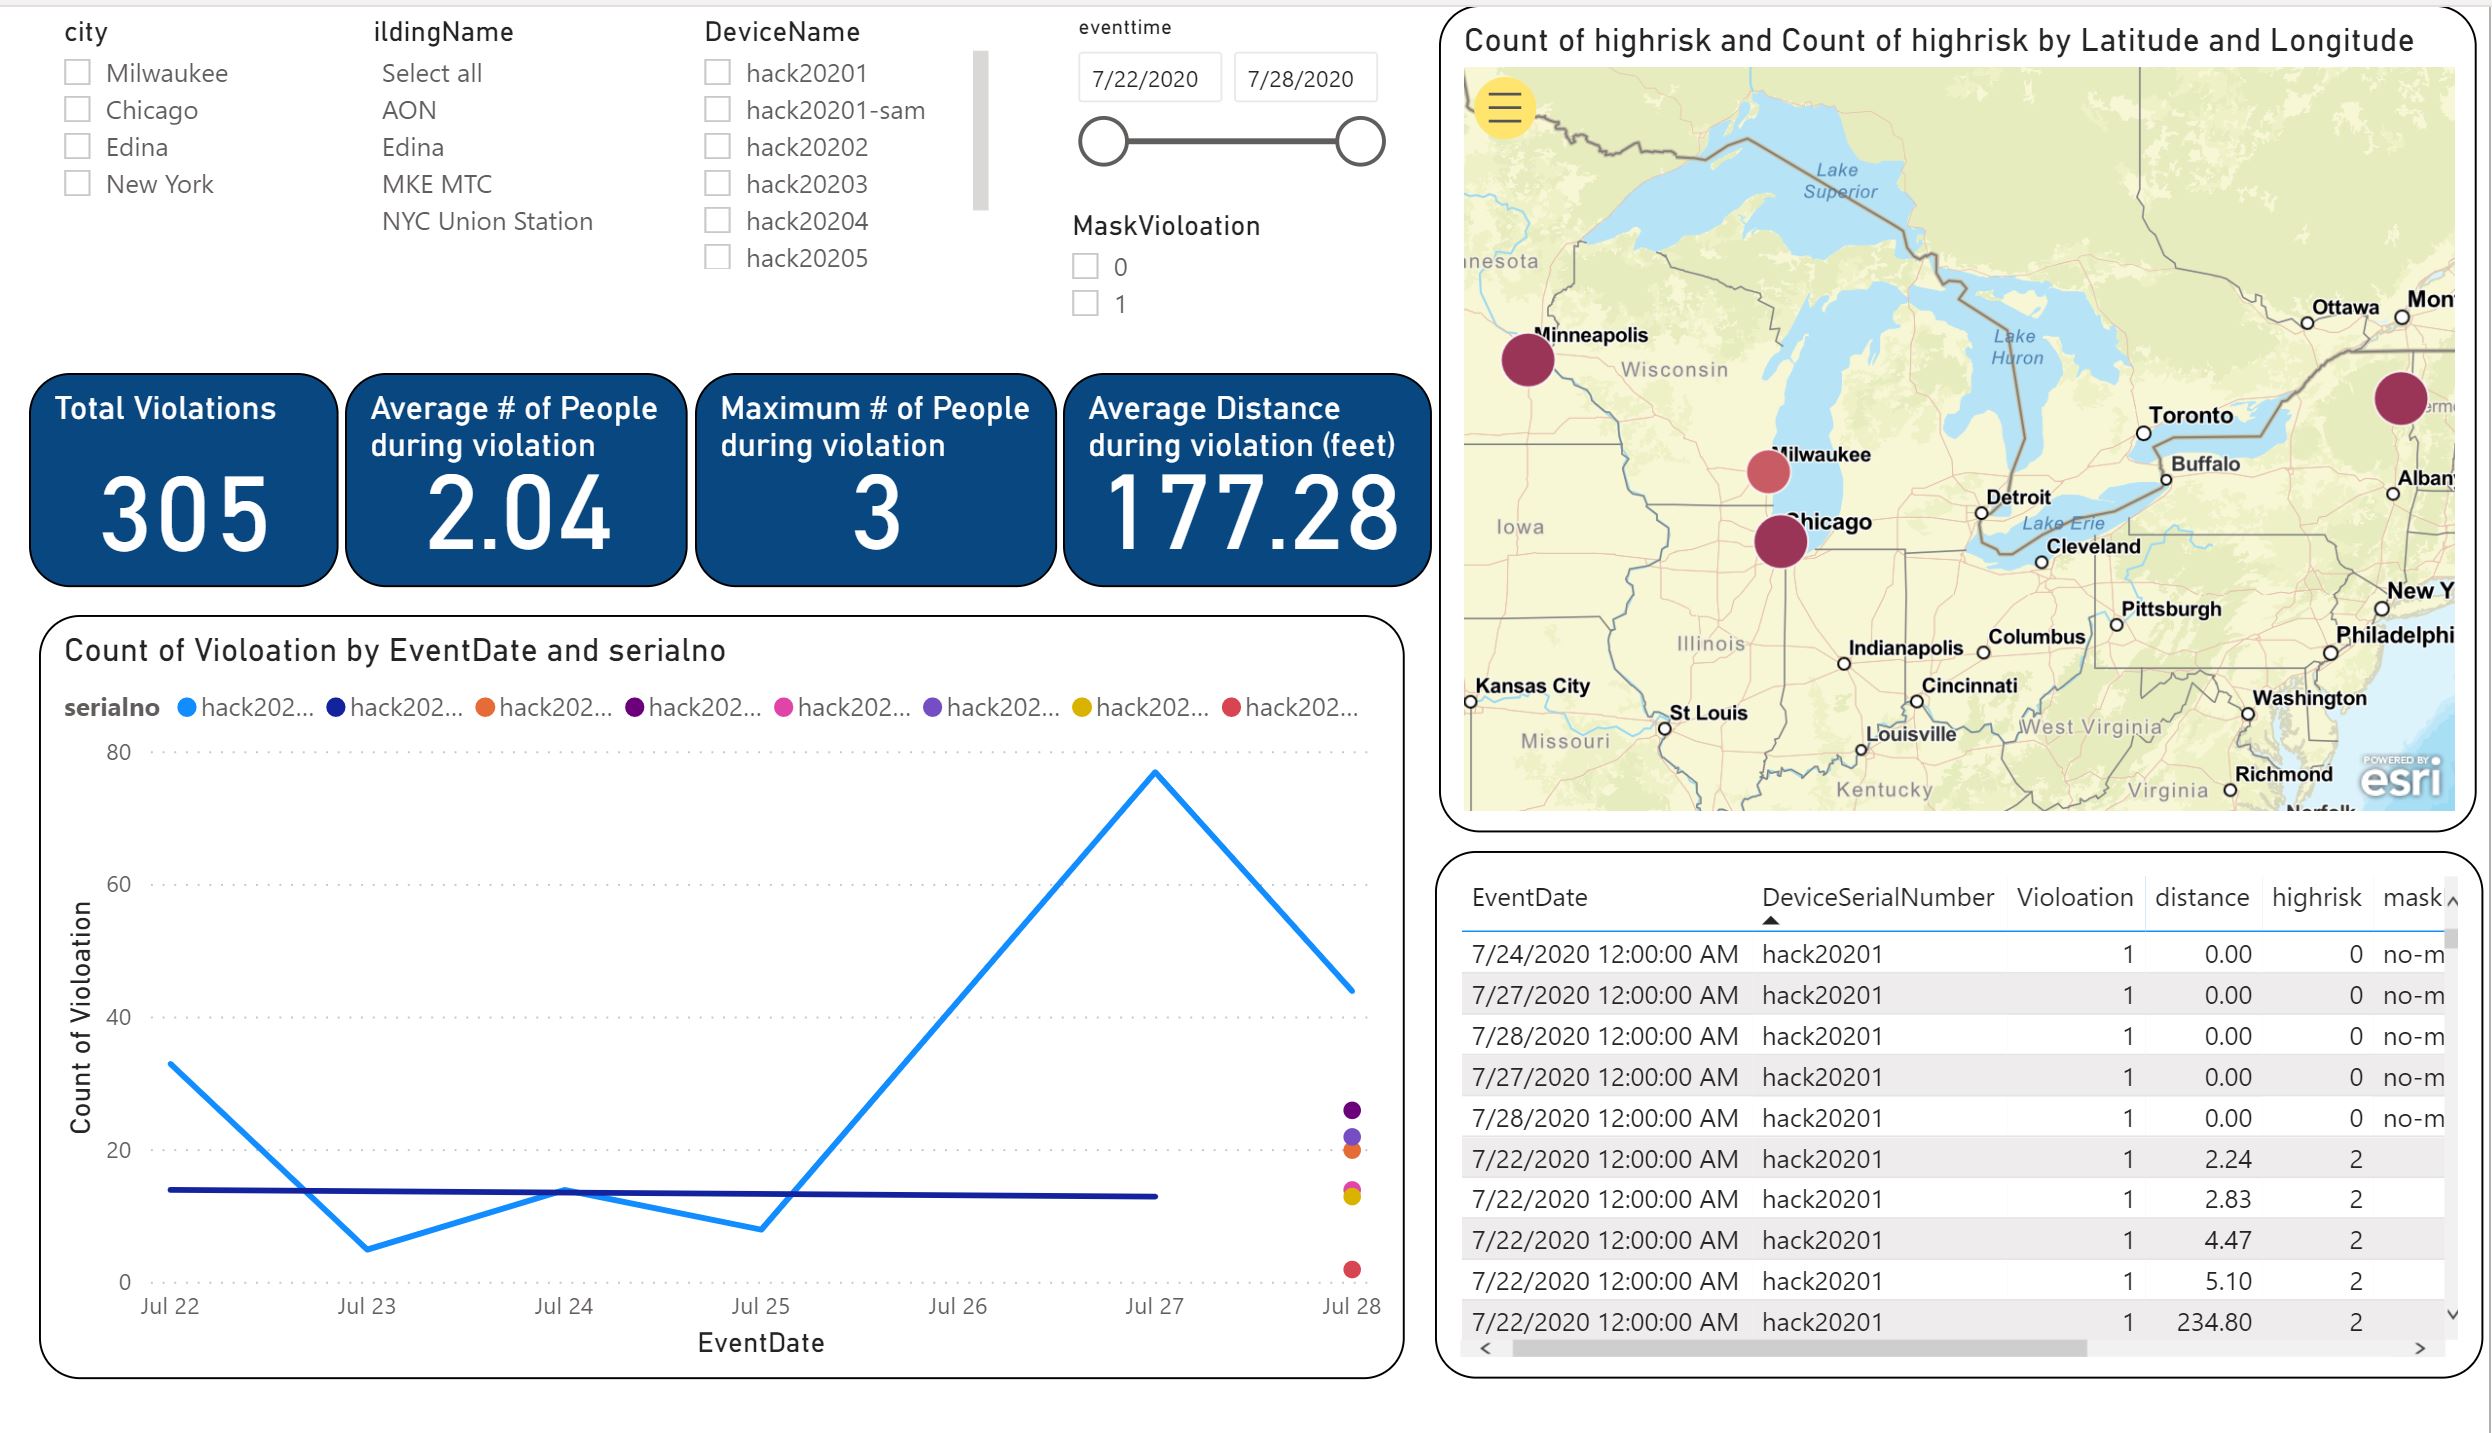 city
Milwaukee
Chicago
Edina
New York
ildingName
Select all
AON
Edina
MKE MTC
NYC Union Station
DeviceName
hack20201
hack20201-sam
hack20202
hack20203
hack20204
hack20205
eventtime
7/22/2020 7/28/2020
MaskVioloation
0
1
Total Violations
305
Average # of People
during violation
2.04
Maximum # of People
during violation
3
Average Distance
during violation (feet)
177.28
Count of Violoation by EventDate and serialno
serialno hack202... hack202... hack202... hack202... hack202... hack202... hack202... hack202...
Count of Violoation
80
60
40
20
0
Jul 22 Jul 23 Jul 24 Jul 25 Jul 26 Jul 27 Jul 28
EventDate
Count of highrisk and Count of highrisk by Latitude and Longitude
Lake
Superior
nnesota
Ottawa
Mon
Minneapolis
Lake
Huron
Wisconsin
Toronto
erm
Milwaukee
Buffalo
Alban
Detroit
Iowa
Chicago
Lake Erie
Cleveland
New Y
Pittsburgh
Philadelphi
Illinois
Indianapolis
Columbus
Kansas City
Cincinnati
Washington
St Louis
Missouri
Louisville
West Virginia
POWERED BY
esri
Richmond
Kentucky
Virginia
Norfolk
EventDate DeviceSerialNumber Violoation distance highrisk mask
7/24/2020 12:00:00 AM hack20201 1 0.00 0 no-m
7/27/2020 12:00:00 AM hack20201 1 0.00 0 no-m
7/28/2020 12:00:00 AM hack20201 1 0.00 0 no-m
7/27/2020 12:00:00 AM hack20201 1 0.00 0 no-m
7/28/2020 12:00:00 AM hack20201 1 0.00 0 no-m
7/22/2020 12:00:00 AM hack20201 1 2.24 2
7/22/2020 12:00:00 AM hack20201 1 2.83 2
7/22/2020 12:00:00 AM hack20201 1 4.47 2
7/22/2020 12:00:00 AM hack20201 1 5.10 2
7/22/2020 12:00:00 AM hack20201 1 234.80 2